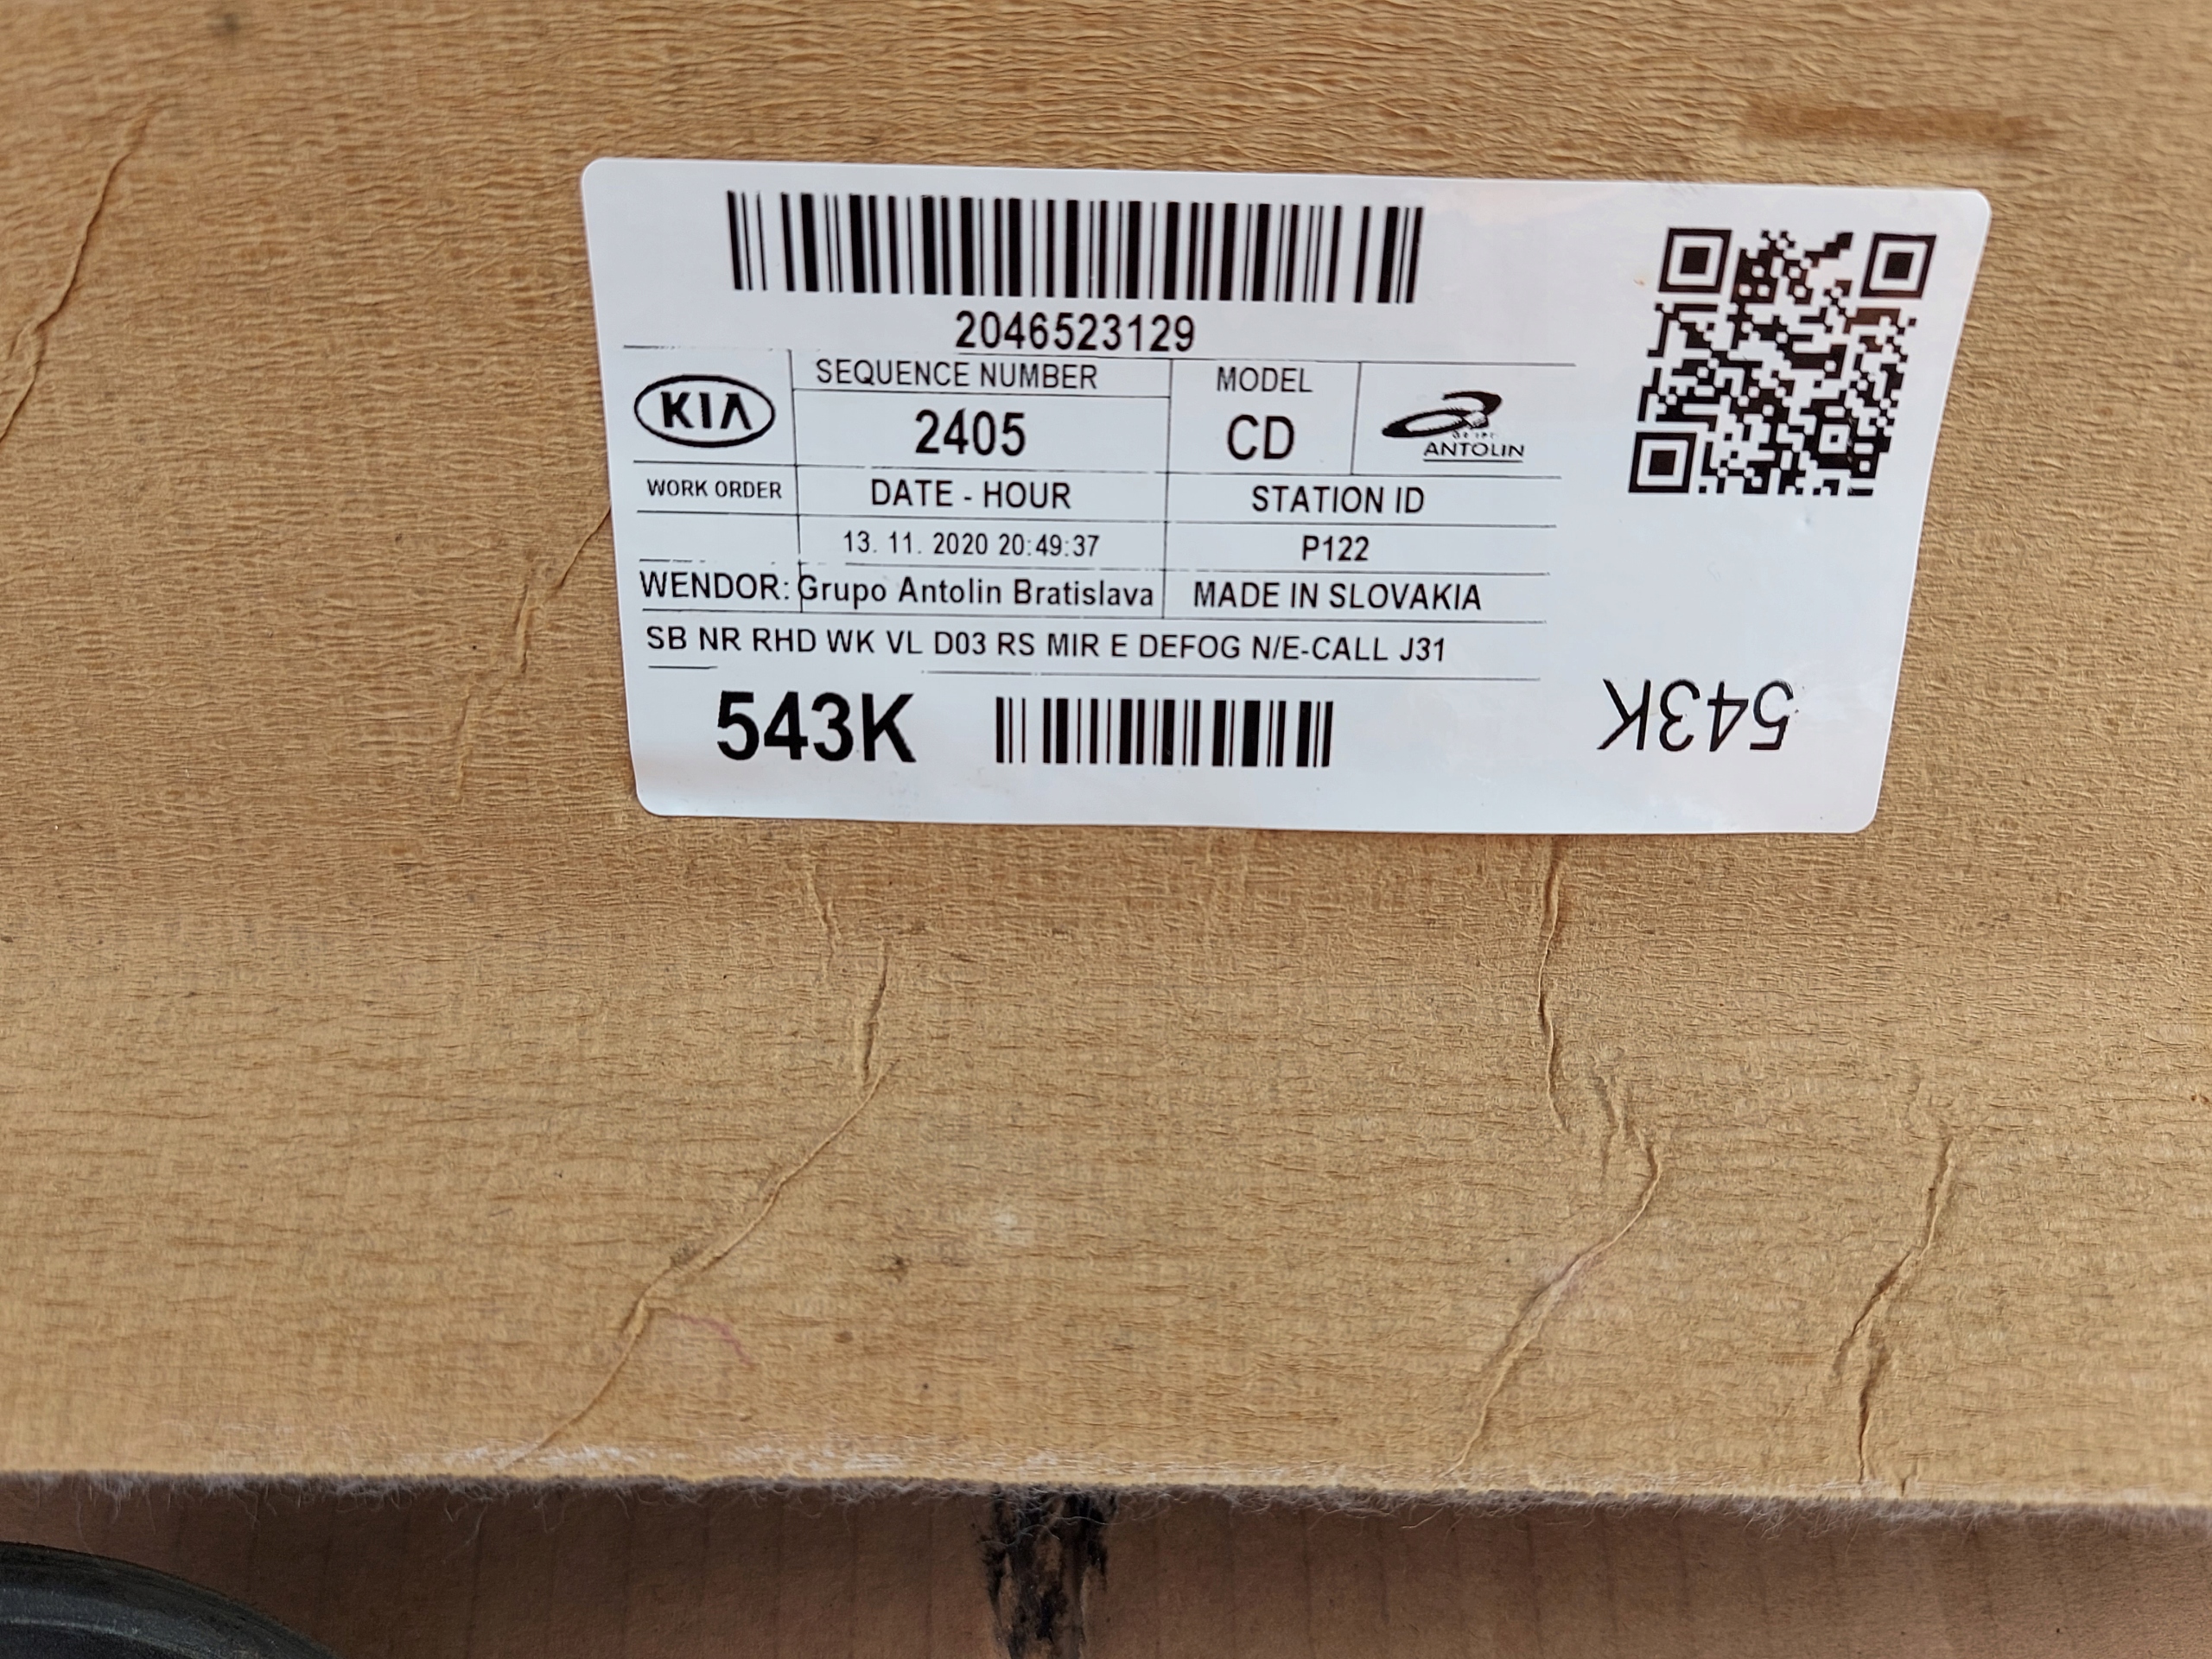 2046523129
KIA
SEQUENCE NUMBER
MODEL
2405
CD
ANTOLIN
WORK ORDER
DATE - HOUR
STATION ID
13. 11. 2020 20:49:37
P122
WENDOR: Grupo Antolin Bratislava
MADE IN SLOVAKIA
SB NR RHD WK VL D03 RS MIR E DEFOG N/E-CALL J31
543K
543K